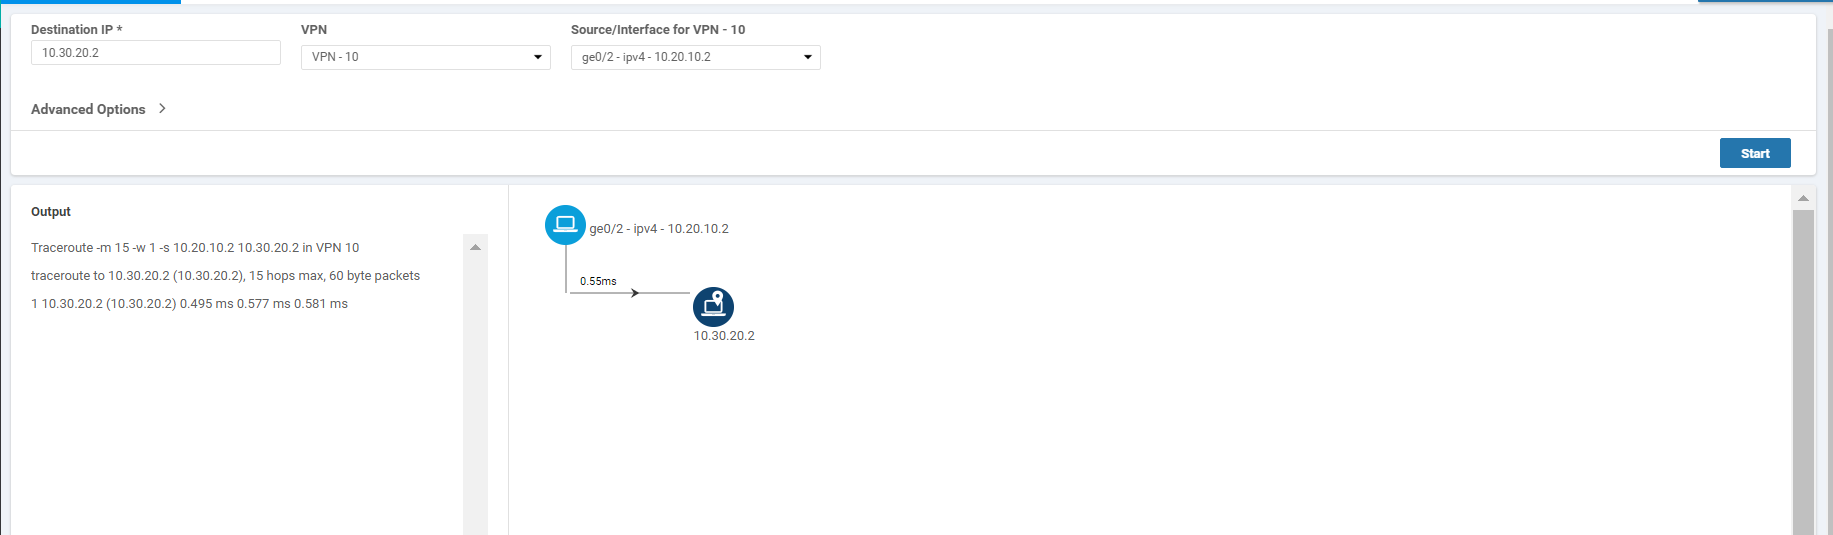 Destination IP *
VPN
Source/Interface for VPN - 10
10.30.20.2
VPN - 10
ge0/2 - ipv4 - 10.20.10.2
Advanced Options
Start
Output
Traceroute -m 15 -w 1 -s 10.20.10.2 10.30.20.2 in VPN 10
traceroute to 10.30.20.2 (10.30.20.2), 15 hops max, 60 byte packets
1 10.30.20.2 (10.30.20.2) 0.495 ms 0.577 ms 0.581 ms
ge0/2 - ipv4 - 10.20.10.2
0.55ms
10.30.20.2